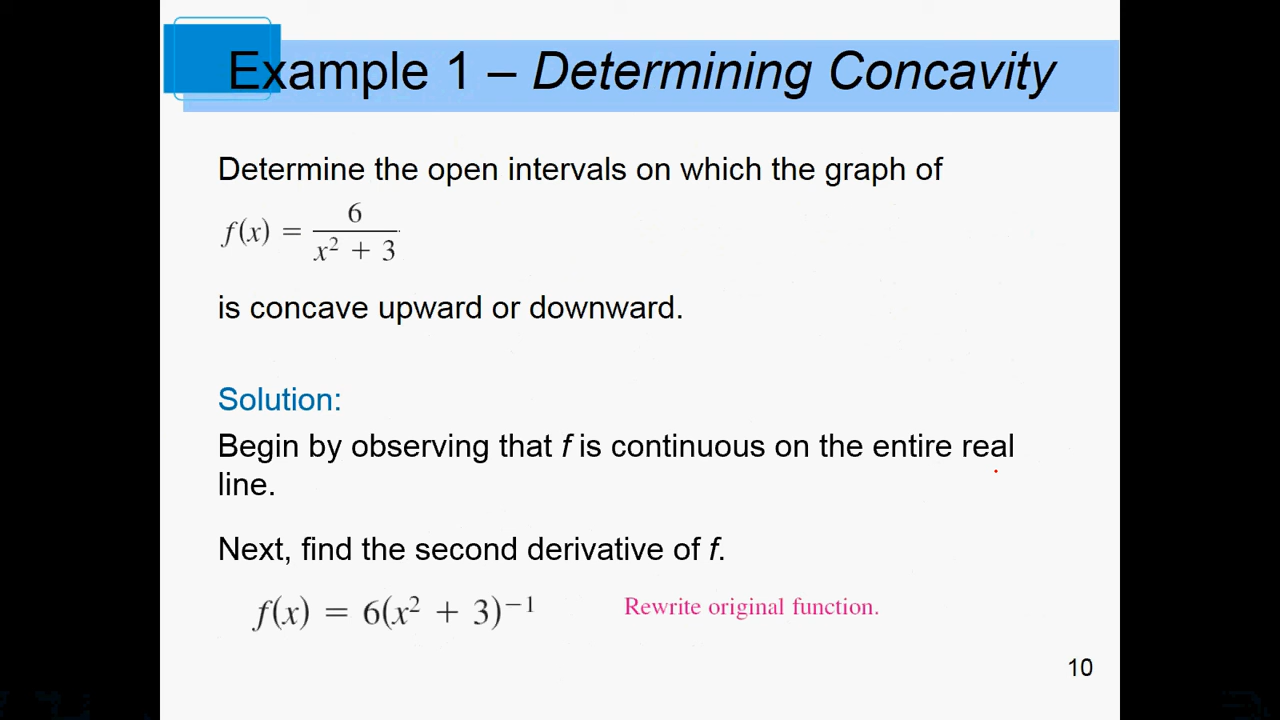 Example 1 – Determining Concavity
Determine the open intervals on which the graph of
f(x) = 6 / (x² + 3)
is concave upward or downward.
Solution:
Begin by observing that f is continuous on the entire real
line.
Next, find the second derivative of f.
f(x) = 6(x² + 3)⁻¹ Rewrite original function.
10